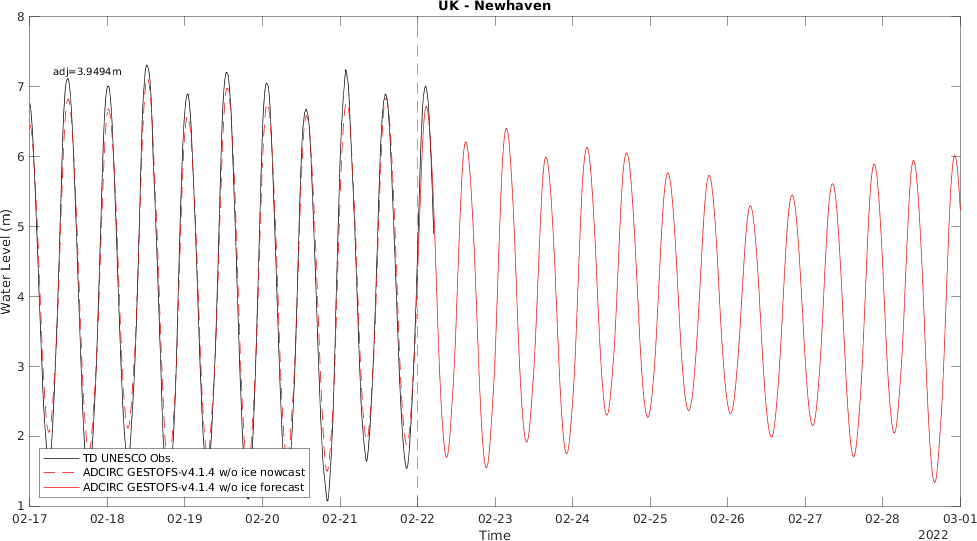 UK - Newhaven
adj=3.9494m
Water Level (m)
8
7
6
5
4
3
2
1
TD UNESCO Obs.
ADCIRC GESTOFS-v4.1.4 w/o ice nowcast
ADCIRC GESTOFS-v4.1.4 w/o ice forecast
02-17 02-18 02-19 02-20 02-21 02-22 02-23 02-24 02-25 02-26 02-27 02-28 03-01
Time
2022